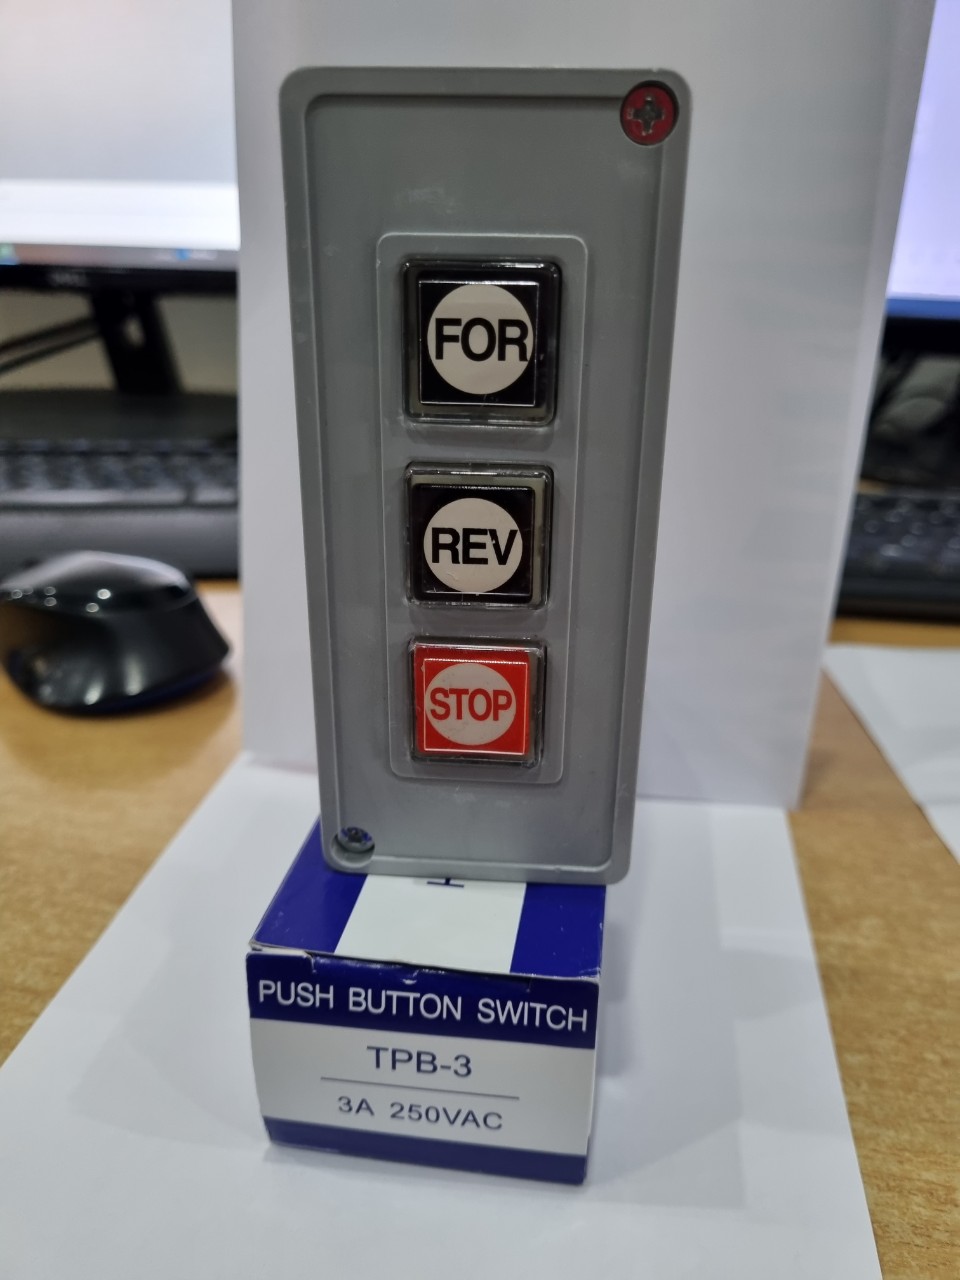 FOR
REV
STOP
PUSH BUTTON SWITCH
TPB-3
3A 250VAC